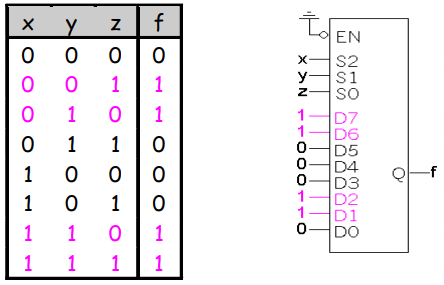 x y z f
0 0 0 0
0 0 1 1
0 1 0 1
0 1 1 0
1 0 0 0
1 0 1 0
1 1 0 1
1 1 1 1
EN
x S2
y S1
z S0
1 D7
1 D6
0 D5
0 D4
0 D3
1 D2
1 D1
0 D0
Q f